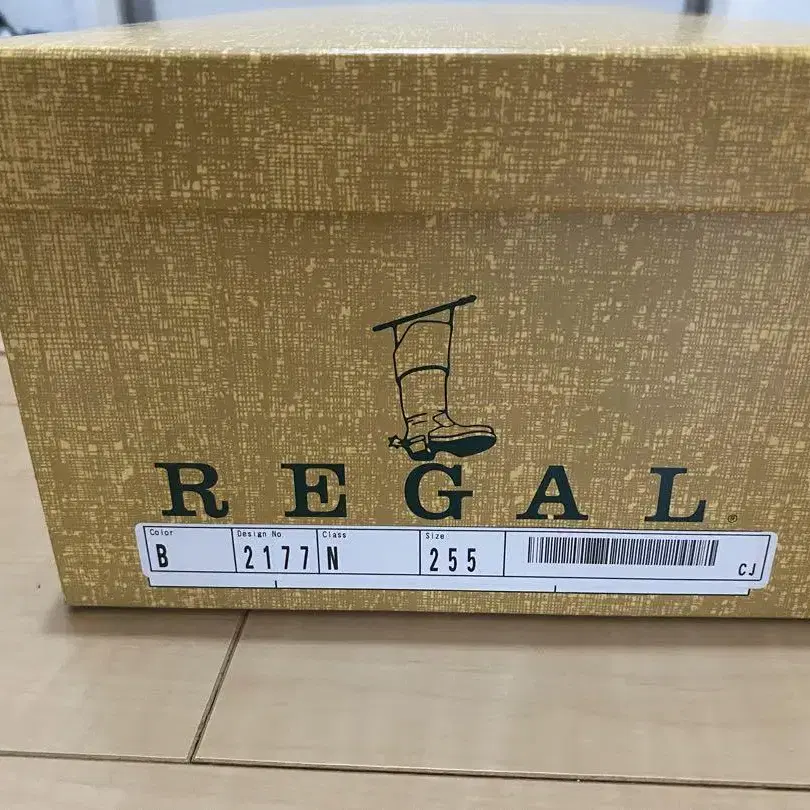 REGAL ®
Color Design No Class Size
B 2177 N 255 CJ